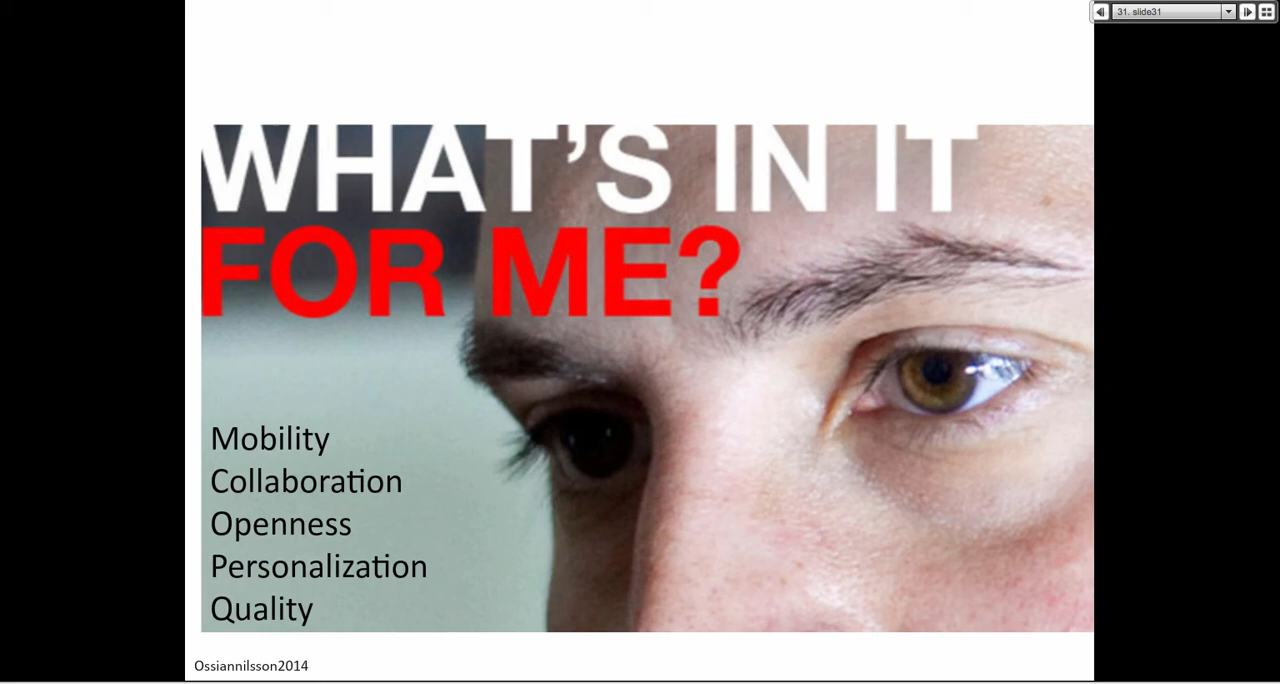 31. slide31
WHAT'S IN IT
FOR ME?
Mobility
Collaboration
Openness
Personalization
Quality
Ossiannilsson2014